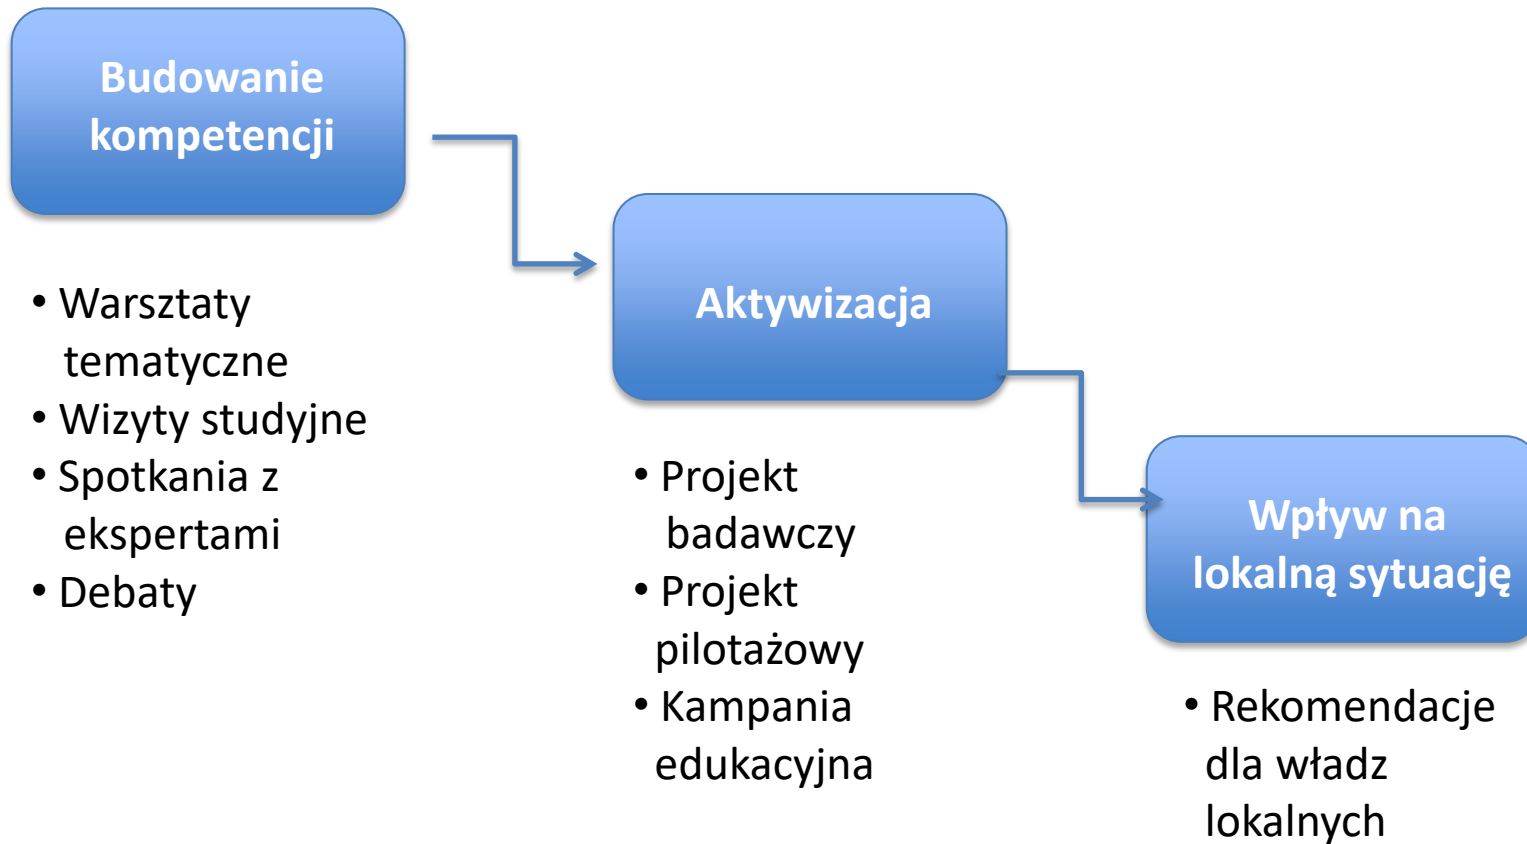 Budowanie
kompetencji
• Warsztaty
tematyczne
• Wizyty studyjne
• Spotkania z
ekspertami
• Debaty
Aktywizacja
• Projekt
badawczy
• Projekt
pilotażowy
• Kampania
edukacyjna
Wpływ na
lokalną sytuację
• Rekomendacje
dla władz
lokalnych